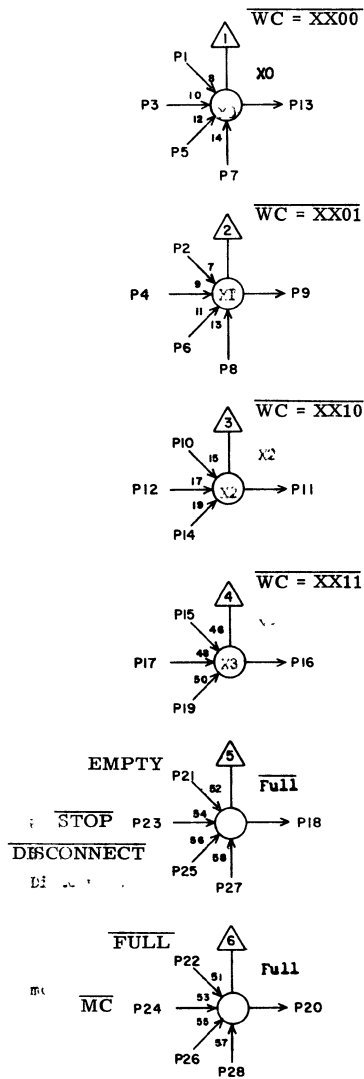 WC = XX00
1
P1
8
X0
P3
10
P13
12
P5
14
P7
WC = XX01
2
P2
7
P4
9
X1
P9
11
P6
13
P8
WC = XX10
3
P10
15
X2
P12
17
X2
P11
19
P14
WC = XX11
4
P15
46
P17
48
X3
P16
50
P19
EMPTY
5
P21
52
Full
STOP
P23
54
P18
56
DISCONNECT
P25
58
P27
FULL
6
P22
51
Full
MC
P24
53
P20
55
P26
57
P28